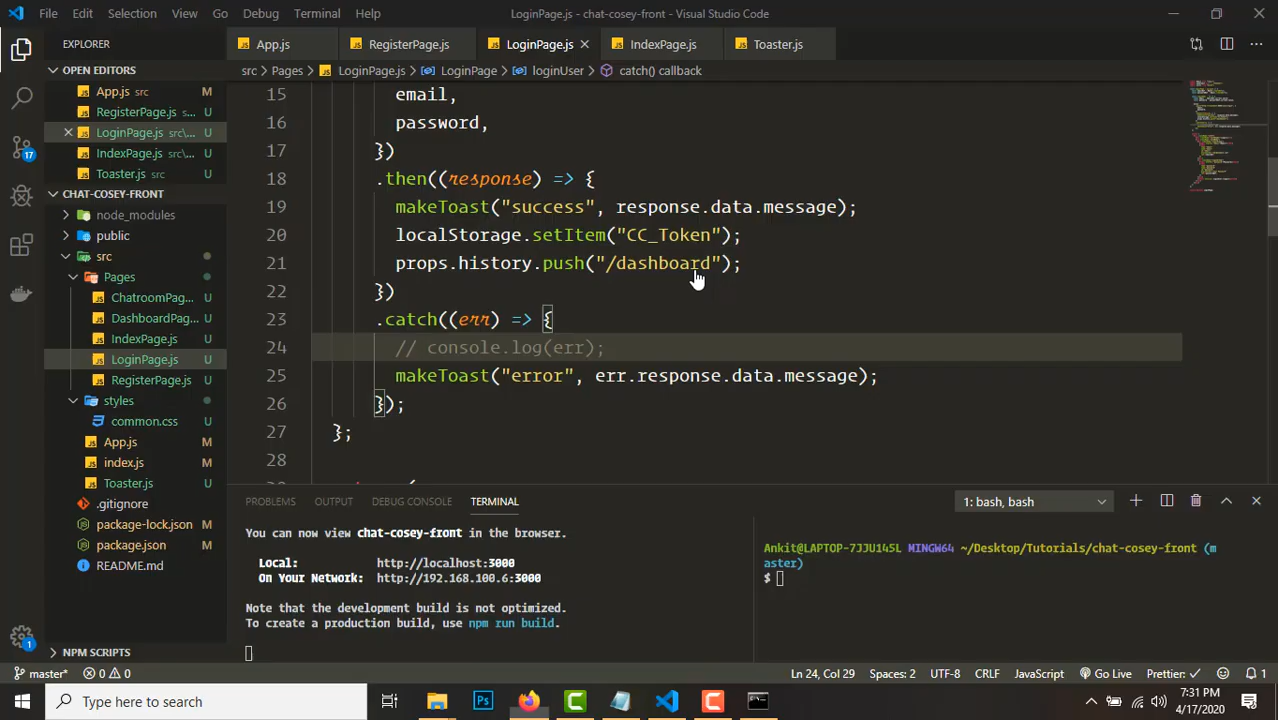 File Edit Selection View Go Debug Terminal Help LoginPage.js - chat-cosey-front - Visual Studio Code
EXPLORER
App.js RegisterPage.js LoginPage.js IndexPage.js Toaster.js
OPEN EDITORS
src > Pages > LoginPage.js > LoginPage > loginUser > catch() callback
App.js src M
RegisterPage.js s... U
LoginPage.js src\... U
IndexPage.js src\... U
Toaster.js src U
CHAT-COSEY-FRONT
node_modules
public
src
Pages
ChatroomPag... U
DashboardPag... U
IndexPage.js U
LoginPage.js U
RegisterPage.js U
styles
common.css U
App.js M
index.js M
Toaster.js U
.gitignore
package-lock.json M
package.json M
README.md
NPM SCRIPTS
17
1
15 email,
16 password,
17 })
18 .then((response) => {
19 makeToast("success", response.data.message);
20 localStorage.setItem("CC_Token");
21 props.history.push("/dashboard");
22 })
23 .catch((err) => {
24 // console.log(err);
25 makeToast("error", err.response.data.message);
26 });
27 };
28
PROBLEMS OUTPUT DEBUG CONSOLE TERMINAL 1: bash, bash
You can now view chat-cosey-front in the browser.
Local: http://localhost:3000
On Your Network: http://192.168.100.6:3000
Note that the development build is not optimized.
To create a production build, use npm run build.
Ankit@LAPTOP-7JJU145L MINGW64 ~/Desktop/Tutorials/chat-cosey-front (m
aster)
$
master* 0 0 Ln 24, Col 29 Spaces: 2 UTF-8 CRLF JavaScript Go Live Prettier: ✓ 1
Type here to search
7:31 PM
4/17/2020